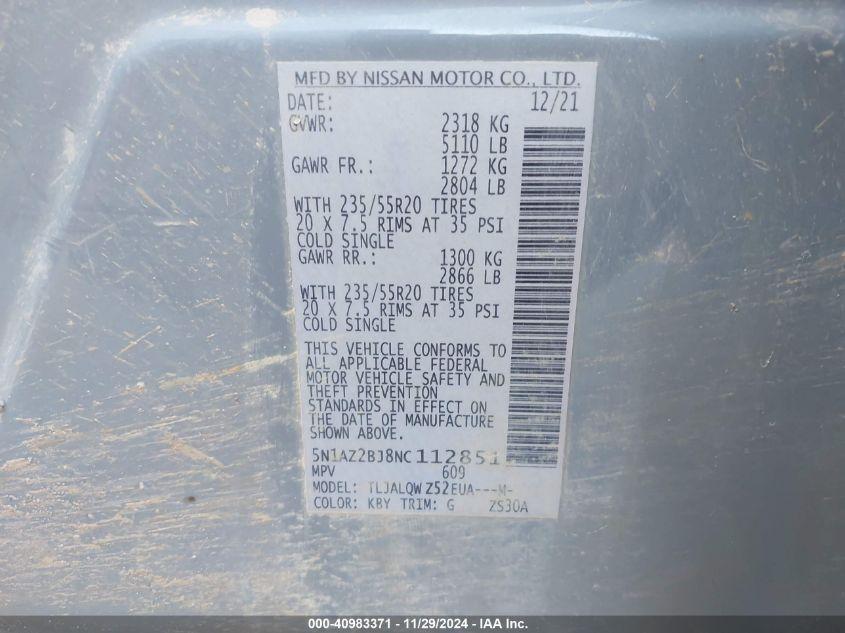 MFD BY NISSAN MOTOR CO., LTD.
DATE: 12/21
GVWR: 2318 KG
5110 LB
GAWR FR.: 1272 KG
2804 LB
WITH 235/55R20 TIRES
20 X 7.5 RIMS AT 35 PSI
COLD SINGLE
GAWR RR.: 1300 KG
2866 LB
WITH 235/55R20 TIRES
20 X 7.5 RIMS AT 35 PSI
COLD SINGLE
THIS VEHICLE CONFORMS TO
ALL APPLICABLE FEDERAL
MOTOR VEHICLE SAFETY AND
THEFT PREVENTION
STANDARDS IN EFFECT ON
THE DATE OF MANUFACTURE
SHOWN ABOVE.
5N1AZ2BJ8NC112851
MPV 609
MODEL: TLJALQW Z52EUA---M-
COLOR: KBY TRIM: G ZS30A
000-40983371 - 11/29/2024 - IAA Inc.